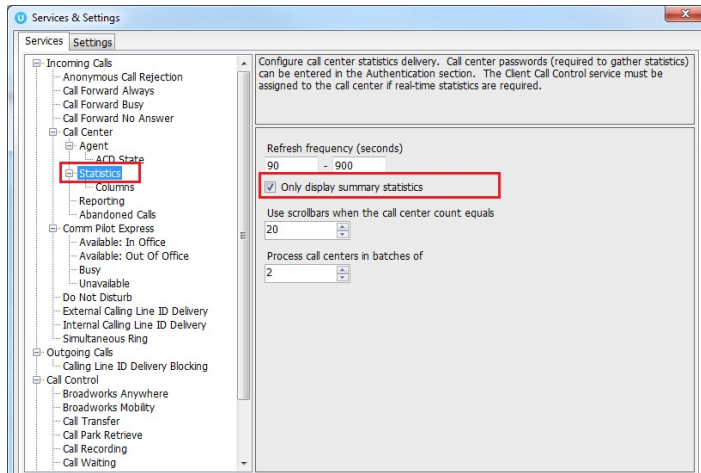 Services & Settings
Services Settings
Incoming Calls
Anonymous Call Rejection
Call Forward Always
Call Forward Busy
Call Forward No Answer
Call Center
Agent
ACD State
Statistics
Columns
Reporting
Abandoned Calls
Comm Pilot Express
Available: In Office
Available: Out Of Office
Busy
Unavailable
Do Not Disturb
External Calling Line ID Delivery
Internal Calling Line ID Delivery
Simultaneous Ring
Outgoing Calls
Calling Line ID Delivery Blocking
Call Control
Broadworks Anywhere
Broadworks Mobility
Call Transfer
Call Park Retrieve
Call Recording
Call Waiting
Configure call center statistics delivery. Call center passwords (required to gather statistics)
can be entered in the Authentication section. The Client Call Control service must be
assigned to the call center if real-time statistics are required.
Refresh frequency (seconds)
90 - 900
Only display summary statistics
Use scrollbars when the call center count equals
20
Process call centers in batches of
2